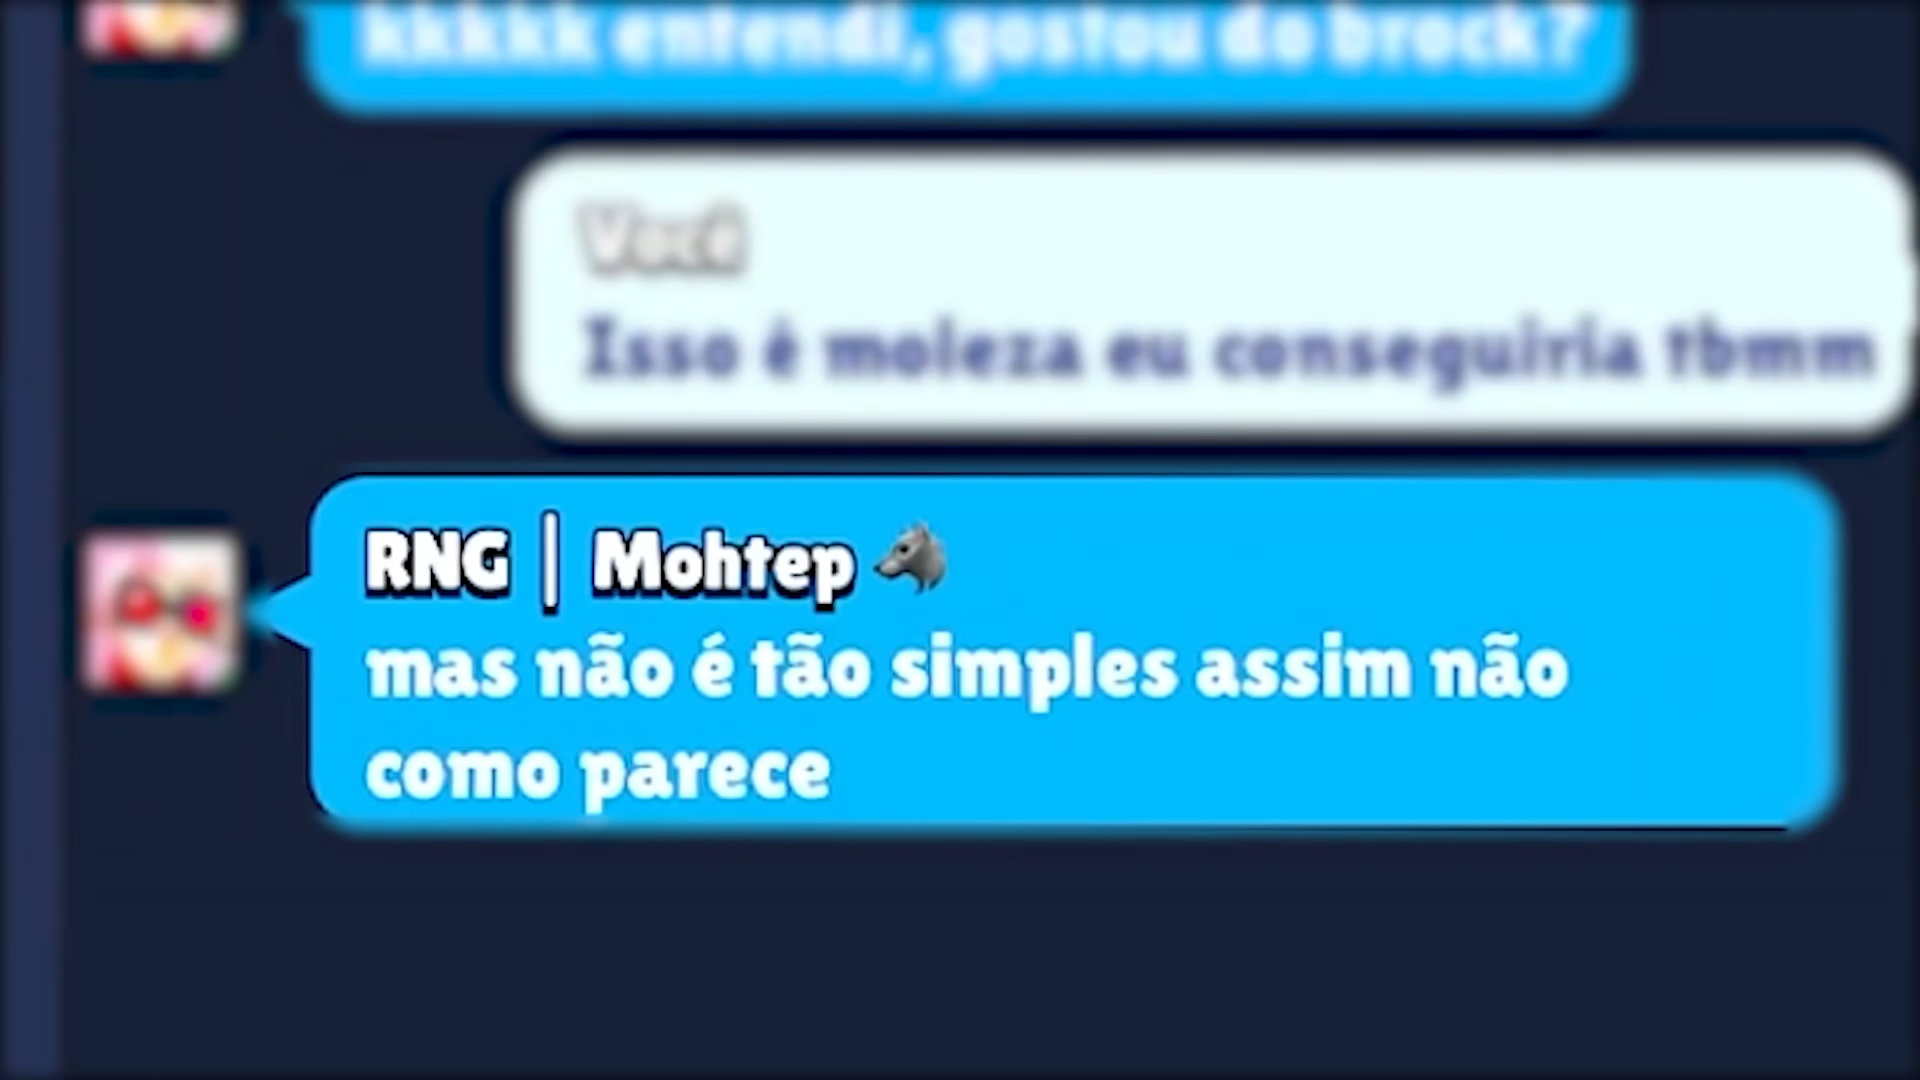 kkkkk entendi, gostou do brock?
Você
Isso é moleza eu conseguiria tbmm
RNG | Mohtep 🐺
mas não é tão simples assim não
como parece